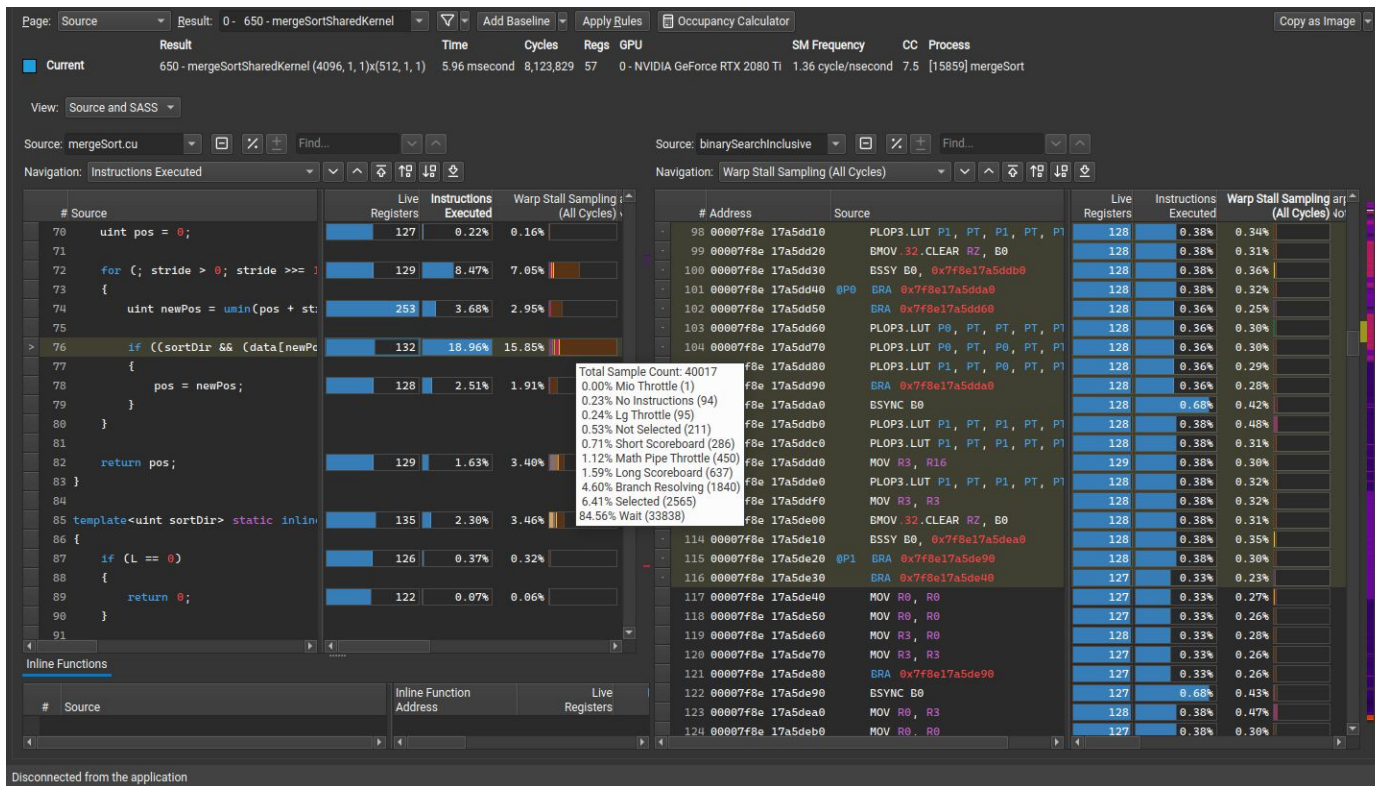 Page: Source Result: 0 - 650 - mergeSortSharedKernel Add Baseline Apply Rules Occupancy Calculator Copy as Image
Result Time Cycles Regs GPU SM Frequency CC Process
Current 650 - mergeSortSharedKernel (4096, 1, 1)x(512, 1, 1) 5.96 msecond 8,123,829 57 0 - NVIDIA GeForce RTX 2080 Ti 1.36 cycle/nsecond 7.5 [15859] mergeSort
View: Source and SASS
Source: mergeSort.cu Find...
Navigation: Instructions Executed
# Source Live Registers Instructions Executed Warp Stall Sampling (All Cycles)
70 uint pos = 0; 127 0.22% 0.16%
71
72 for (; stride > 0; stride >>= 129 8.47% 7.05%
73 {
74 uint newPos = umin(pos + st 253 3.68% 2.95%
75
> 76 if ((sortDir && (data[newPo 132 18.96% 15.85%
77 {
78 pos = newPos; 128 2.51% 1.91%
79 }
80 }
81
82 return pos; 129 1.63% 3.40%
83 }
84
85 template<uint sortDir> static inlin 135 2.30% 3.46%
86 {
87 if (L == 0) 126 0.37% 0.32%
88 {
89 return 0; 122 0.07% 0.06%
90 }
91
Total Sample Count: 40017
0.00% Mio Throttle (1)
0.23% No Instructions (94)
0.24% Lg Throttle (95)
0.53% Not Selected (211)
0.71% Short Scoreboard (286)
1.12% Math Pipe Throttle (450)
1.59% Long Scoreboard (637)
4.60% Branch Resolving (1840)
6.41% Selected (2565)
84.56% Wait (33838)
Inline Functions
# Source Inline Function Address Live Registers
Source: binarySearchInclusive Find...
Navigation: Warp Stall Sampling (All Cycles)
# Address Source Live Registers Instructions Executed Warp Stall Sampling (All Cycles)
98 00007f8e 17a5dd10 PLOP3.LUT P1, PT, P1, PT, P 128 0.38% 0.34%
99 00007f8e 17a5dd20 BMOV.32.CLEAR RZ, B0 128 0.38% 0.31%
100 00007f8e 17a5dd30 BSSY B0, 0x7f8e17a5ddb0 128 0.38% 0.36%
101 00007f8e 17a5dd40 @P0 BRA 0x7f8e17a5dda0 128 0.38% 0.32%
102 00007f8e 17a5dd50 BRA 0x7f8e17a5dd60 128 0.36% 0.25%
103 00007f8e 17a5dd60 PLOP3.LUT P0, PT, PT, PT, PT 128 0.36% 0.30%
104 00007f8e 17a5dd70 PLOP3.LUT P0, PT, P0, PT, P1 128 0.36% 0.30%
f8e 17a5dd80 PLOP3.LUT P1, PT, P0, PT, P1 128 0.36% 0.29%
f8e 17a5dd90 BRA 0x7f8e17a5dda0 128 0.36% 0.28%
f8e 17a5dda0 BSYNC B0 128 0.68% 0.42%
f8e 17a5ddb0 PLOP3.LUT P1, PT, PT, PT, P1 128 0.38% 0.48%
f8e 17a5ddc0 PLOP3.LUT P1, PT, P1, PT, P1 128 0.38% 0.31%
f8e 17a5ddd0 MOV R3, R16 129 0.38% 0.30%
f8e 17a5dde0 PLOP3.LUT P1, PT, P1, PT, PT 128 0.38% 0.32%
f8e 17a5ddf0 MOV R3, R3 128 0.38% 0.32%
f8e 17a5de00 BMOV.32.CLEAR RZ, B0 128 0.38% 0.31%
114 00007f8e 17a5de10 BSSY B0, 0x7f8e17a5dea0 128 0.38% 0.35%
115 00007f8e 17a5de20 @P1 BRA 0x7f8e17a5de90 128 0.38% 0.30%
116 00007f8e 17a5de30 BRA 0x7f8e17a5de40 127 0.33% 0.23%
117 00007f8e 17a5de40 MOV R0, R0 127 0.33% 0.27%
118 00007f8e 17a5de50 MOV R0, R0 127 0.33% 0.26%
119 00007f8e 17a5de60 MOV R3, R3 128 0.33% 0.28%
120 00007f8e 17a5de70 MOV R3, R3 127 0.33% 0.26%
121 00007f8e 17a5de80 BRA 0x7f8e17a5de90 127 0.33% 0.26%
122 00007f8e 17a5de90 BSYNC B0 127 0.68% 0.43%
123 00007f8e 17a5dea0 MOV R0, R3 128 0.38% 0.47%
124 00007f8e 17a5deb0 MOV R0, R0 127 0.38% 0.30%
Disconnected from the application